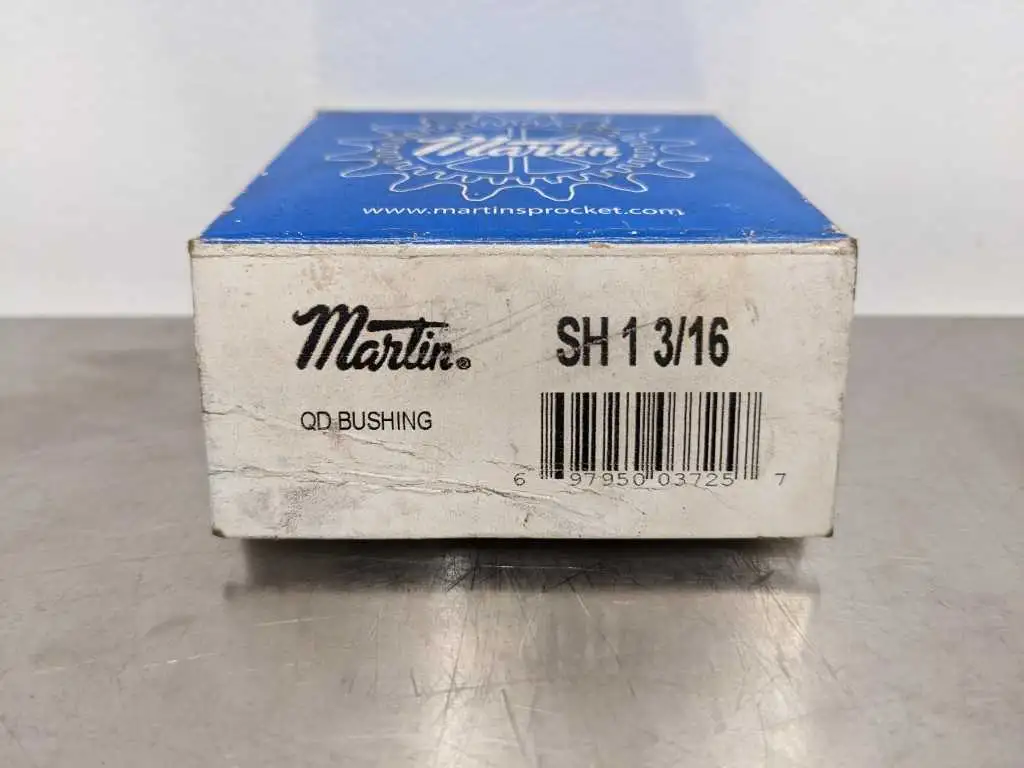 Martin
www.martinsprocket.com
Martin®
SH 1 3/16
QD BUSHING
6 97950 03725 7